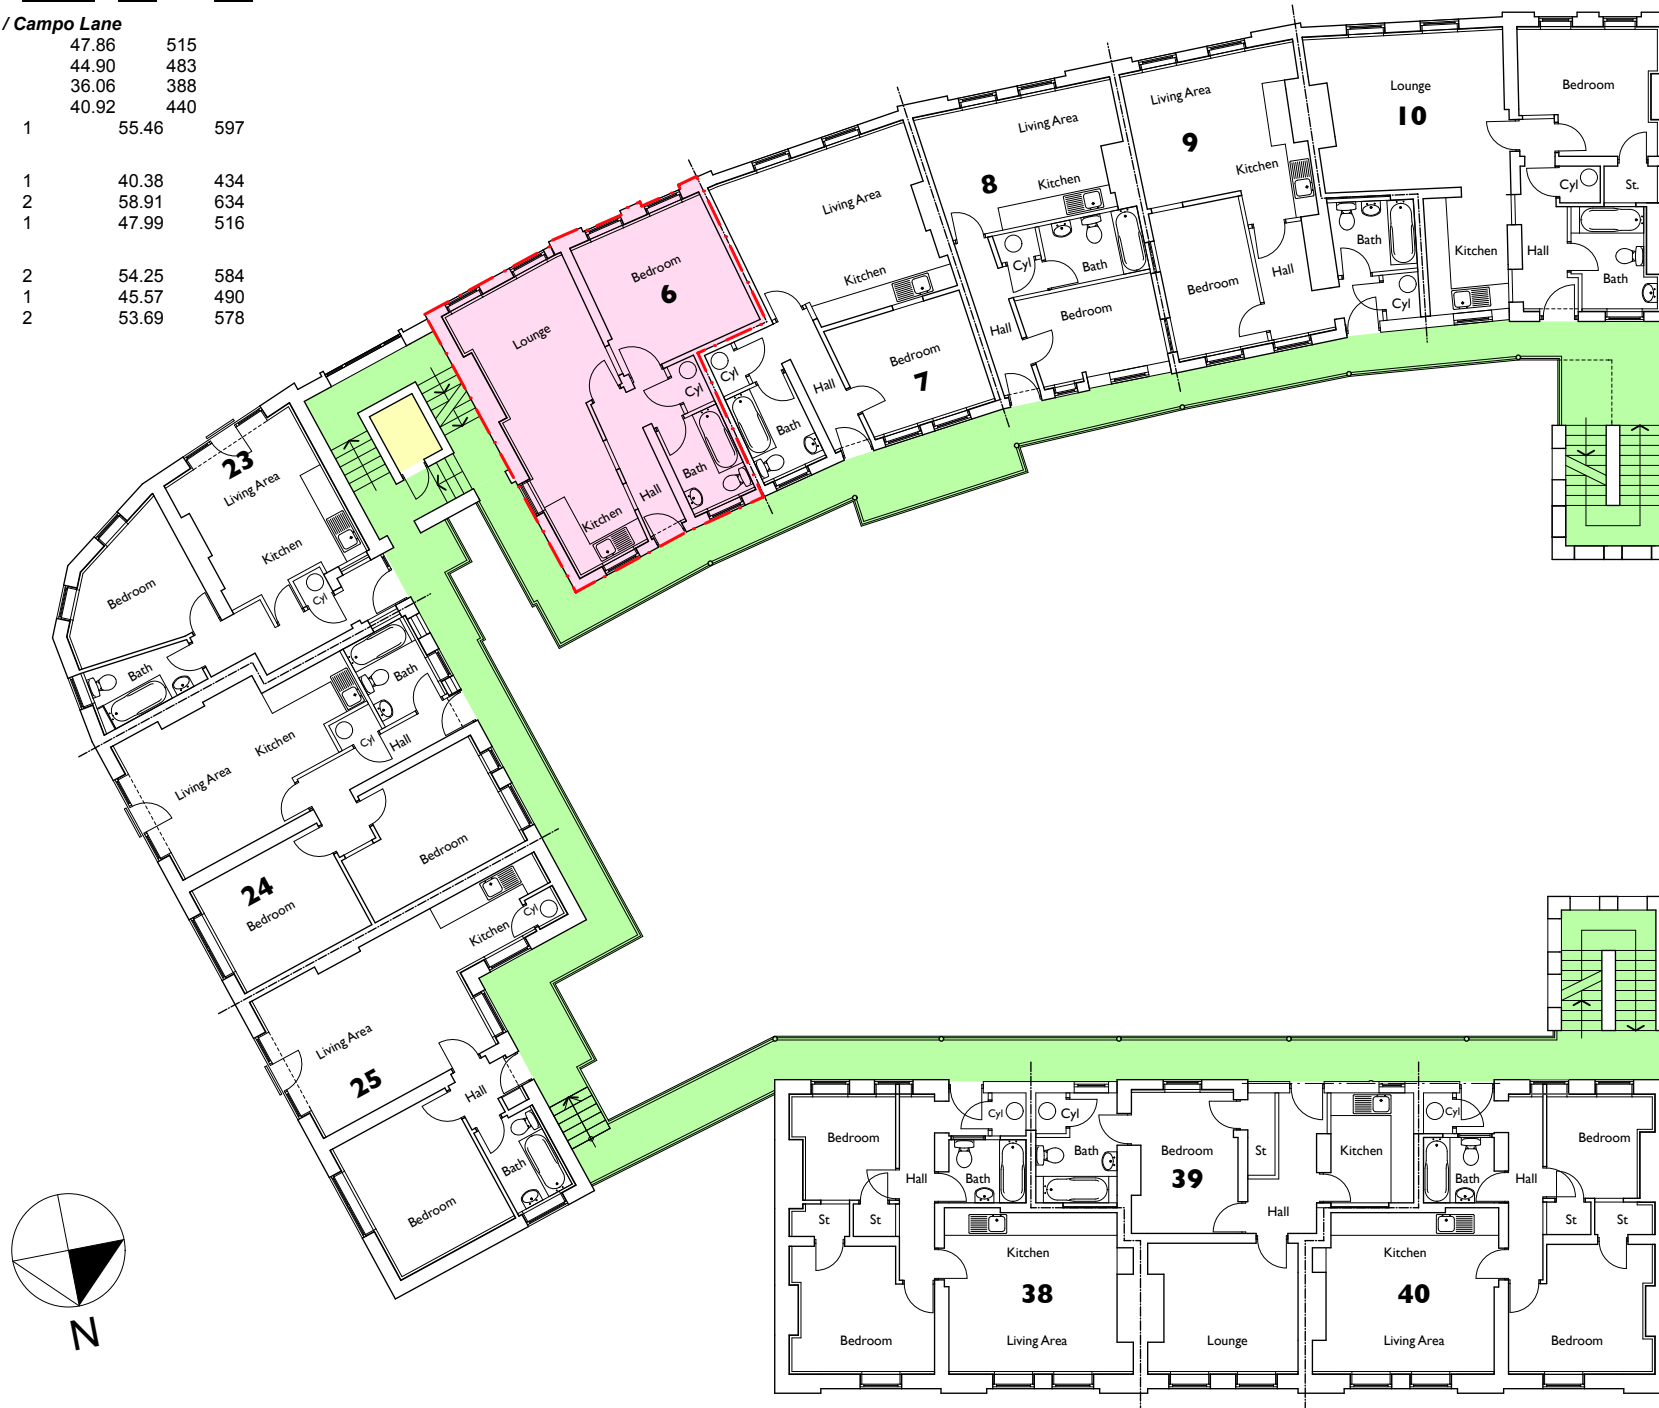 / Campo Lane
47.86 515
44.90 483
36.06 388
40.92 440
1 55.46 597
1 40.38 434
2 58.91 634
1 47.99 516
2 54.25 584
1 45.57 490
2 53.69 578
Lounge
Bedroom
6
Cyl
Bath
Hall
Kitchen
Living Area
Kitchen
Cyl
Bath
Hall
Bedroom
7
Living Area
8
Kitchen
Cyl
Bath
Hall
Bedroom
Living Area
9
Kitchen
Bedroom
Hall
Bath
Cyl
Lounge
10
Kitchen
Bedroom
Cyl
St.
Hall
Bath
23
Living Area
Kitchen
Cyl
Bedroom
Bath
Bath
Kitchen
Cyl
Hall
Living Area
Bedroom
24
Bedroom
Kitchen
Cyl
Living Area
25
Hall
Bath
Bedroom
N
Bedroom
Hall
Cyl
Bath
St
St
Kitchen
38
Living Area
Bedroom
Cyl
Bath
Bedroom
39
St
Hall
Kitchen
Lounge
Cyl
Bath
Hall
Bedroom
St
St
Kitchen
40
Living Area
Bedroom